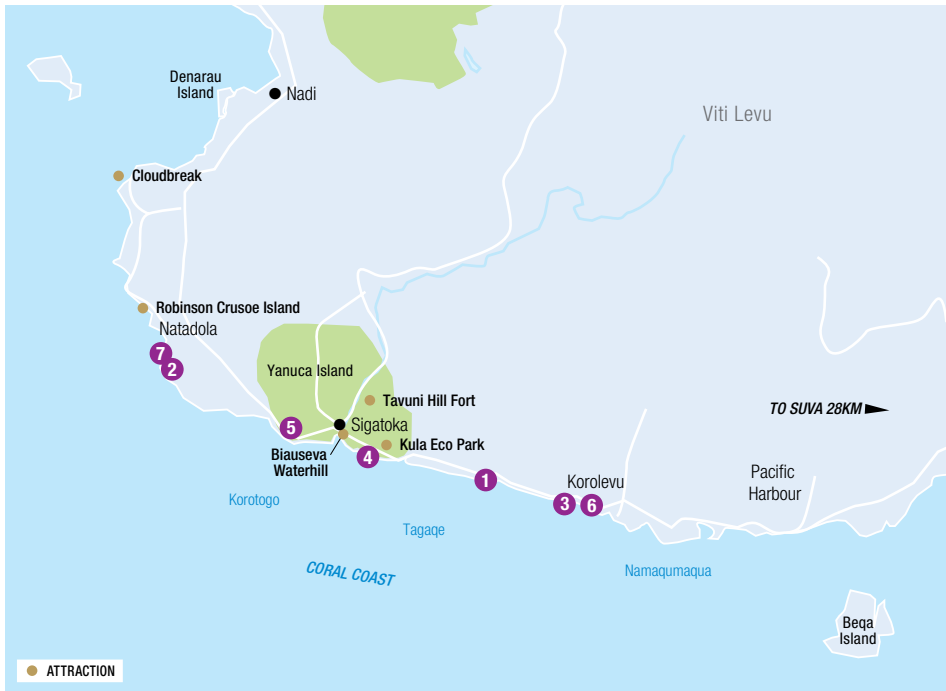 Denarau
Island
Nadi
Viti Levu
Cloudbreak
Robinson Crusoe Island
Natadola
7
2
Yanuca Island
Tavuni Hill Fort
TO SUVA 28KM
5
Sigatoka
Kula Eco Park
Biauseva
Waterhill
4
1
Korolevu
3
6
Pacific
Harbour
Korotogo
Tagaqe
CORAL COAST
Namaqumaqua
Beqa
Island
ATTRACTION